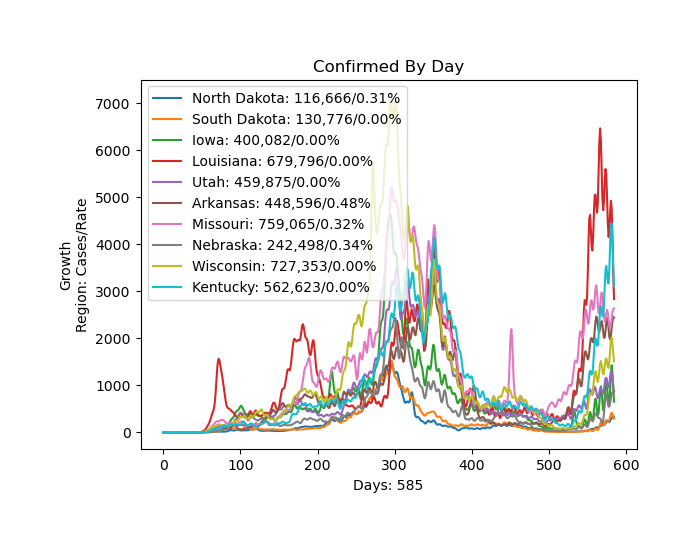 Confirmed By Day
7000
6000
5000
4000
3000
2000
1000
0
Growth
Region: Cases/Rate
North Dakota: 116,666/0.31%
South Dakota: 130,776/0.00%
Iowa: 400,082/0.00%
Louisiana: 679,796/0.00%
Utah: 459,875/0.00%
Arkansas: 448,596/0.48%
Missouri: 759,065/0.32%
Nebraska: 242,498/0.34%
Wisconsin: 727,353/0.00%
Kentucky: 562,623/0.00%
0 100 200 300 400 500 600
Days: 585